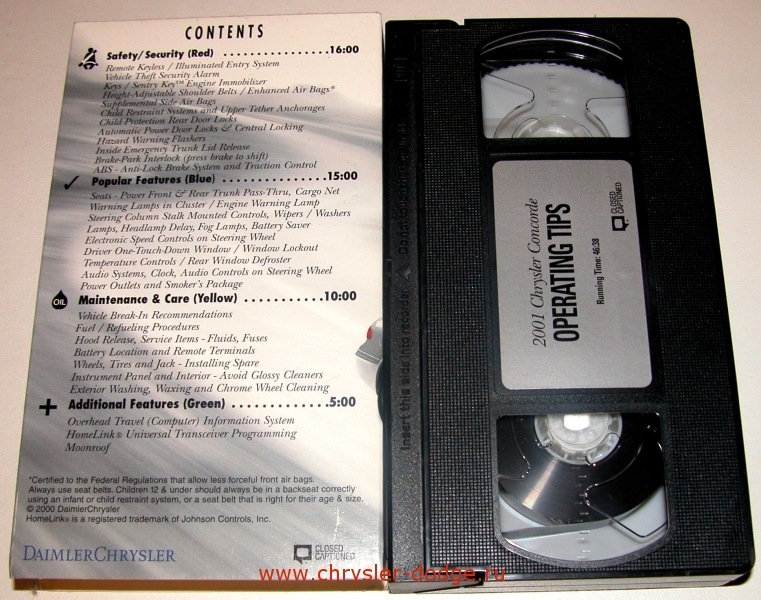 CONTENTS
Safety/Security (Red) ...............16:00
Remote Keyless / Illuminated Entry System
Vehicle Theft Security Alarm
Keys / Sentry Key™ Engine Immobilizer
Height-Adjustable Shoulder Belts / Enhanced Air Bags*
Supplemental Side Air Bags
Child Restraint Systems and Upper Tether Anchorages
Child-Protection Rear Door Locks
Automatic Power Door Locks & Central Locking
Hazard Warning Flashers
Inside Emergency Trunk Lid Release
Brake-Park Interlock (press brake to shift)
ABS - Anti-Lock Brake System and Traction Control
Popular Features (Blue) ...............15:00
Seats - Power Front & Rear Trunk Pass-Thru, Cargo Net
Warning Lamps in Cluster / Engine Warning Lamp
Steering Column Stalk Mounted Controls, Wipers / Washers
Lamps, Headlamp Delay, Fog Lamps, Battery Saver
Electronic Speed Controls on Steering Wheel
Driver One-Touch-Down Window / Window Lockout
Temperature Controls / Rear Window Defroster
Audio Systems, Clock, Audio Controls on Steering Wheel
Power Outlets and Smoker's Package
OIL
Maintenance & Care (Yellow) ...........10:00
Vehicle Break-In Recommendations
Fuel / Refueling Procedures
Hood Release, Service Items - Fluids, Fuses
Battery Location and Remote Terminals
Wheels, Tires and Jack - Installing Spare
Instrument Panel and Interior - Avoid Glossy Cleaners
Exterior Washing, Waxing and Chrome Wheel Cleaning
Additional Features (Green) .............5:00
Overhead Travel (Computer) Information System
HomeLink® Universal Transceiver Programming
Moonroof
*Certified to the Federal Regulations that allow less forceful front air bags.
Always use seat belts. Children 12 & under should always be in a backseat correctly
using an infant or child restraint system, or a seat belt that is right for their age & size.
© 2000 DaimlerChrysler
HomeLink® is a registered trademark of Johnson Controls, Inc.
DAIMLERCHRYSLER
CLOSED
CAPTIONED
Insert this side into recorder
2001 Chrysler Concorde
OPERATING TIPS
Running Time: 46:38
CLOSED
CAPTIONED
www.chrysler-dodge.ru